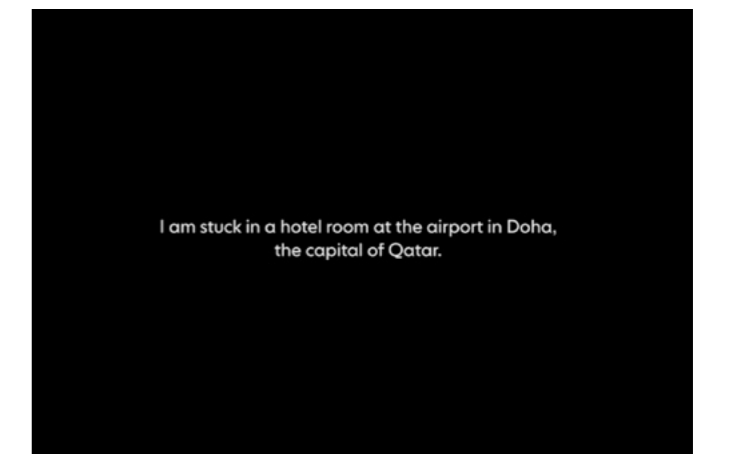 I am stuck in a hotel room at the airport in Doha,
the capital of Qatar.